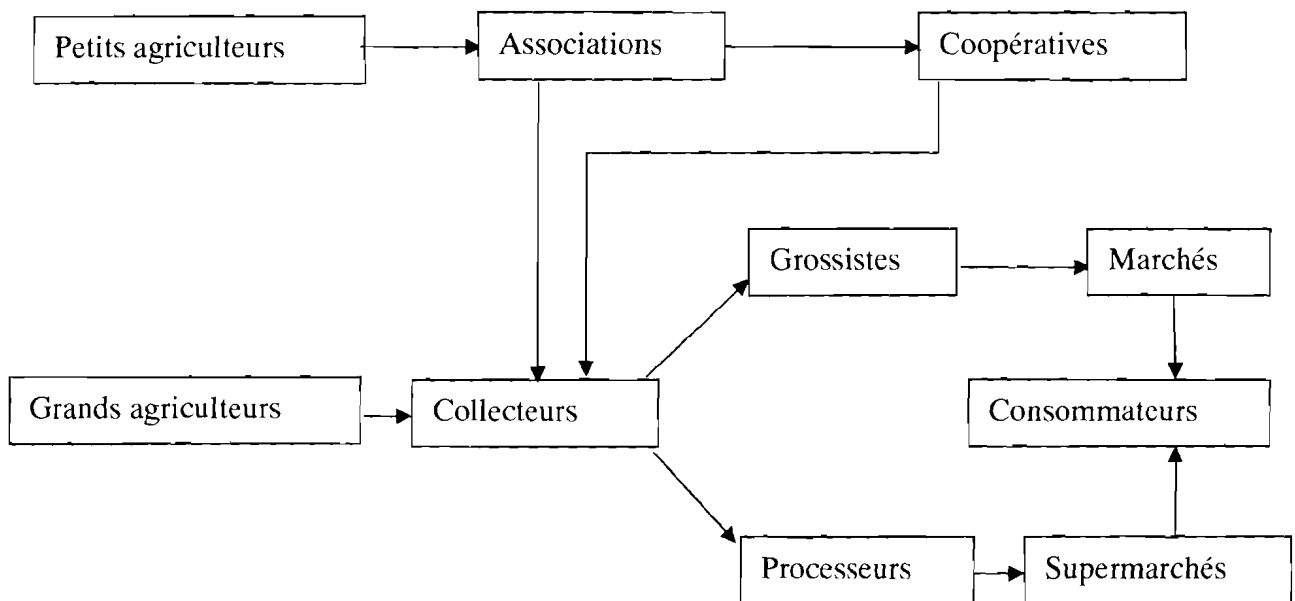 Petits agriculteurs
Associations
Coopératives
Grossistes
Marchés
Grands agriculteurs
Collecteurs
Consommateurs
Processeurs
Supermarchés